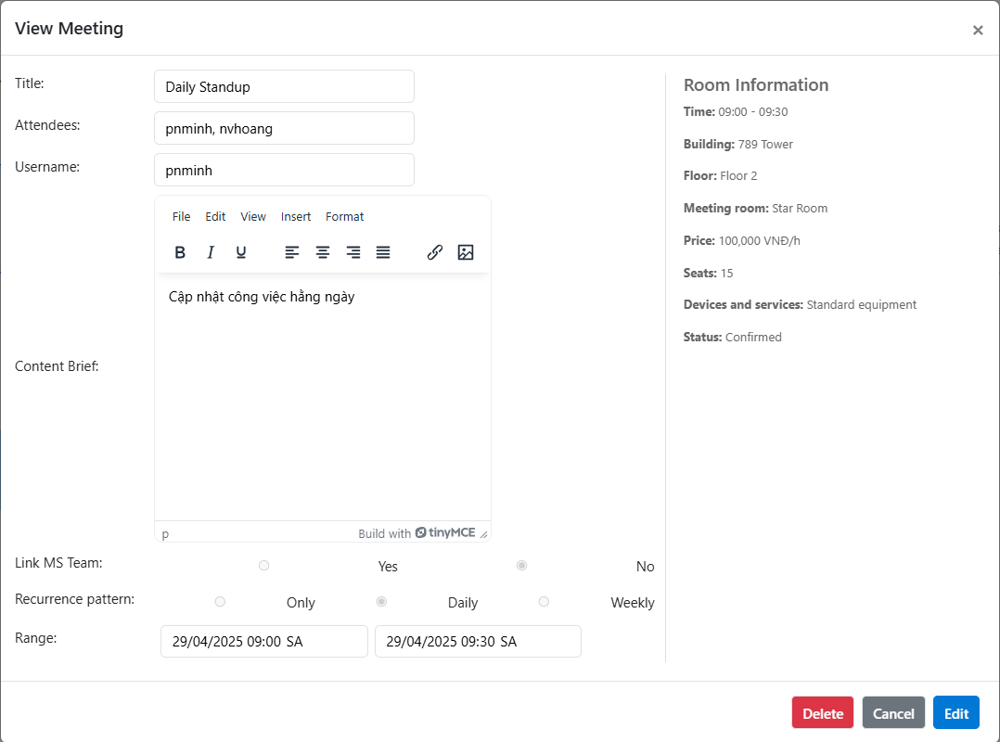 View Meeting
×
Title:
Daily Standup
Attendees:
pnminh, nvhoang
Username:
pnminh
File Edit View Insert Format
B I U
Content Brief:
Cập nhật công việc hằng ngày
p
Build with tinyMCE
Link MS Team:
Yes
No
Recurrence pattern:
Only
Daily
Weekly
Range:
29/04/2025 09:00 SA
29/04/2025 09:30 SA
Room Information
Time: 09:00 - 09:30
Building: 789 Tower
Floor: Floor 2
Meeting room: Star Room
Price: 100,000 VNĐ/h
Seats: 15
Devices and services: Standard equipment
Status: Confirmed
Delete
Cancel
Edit